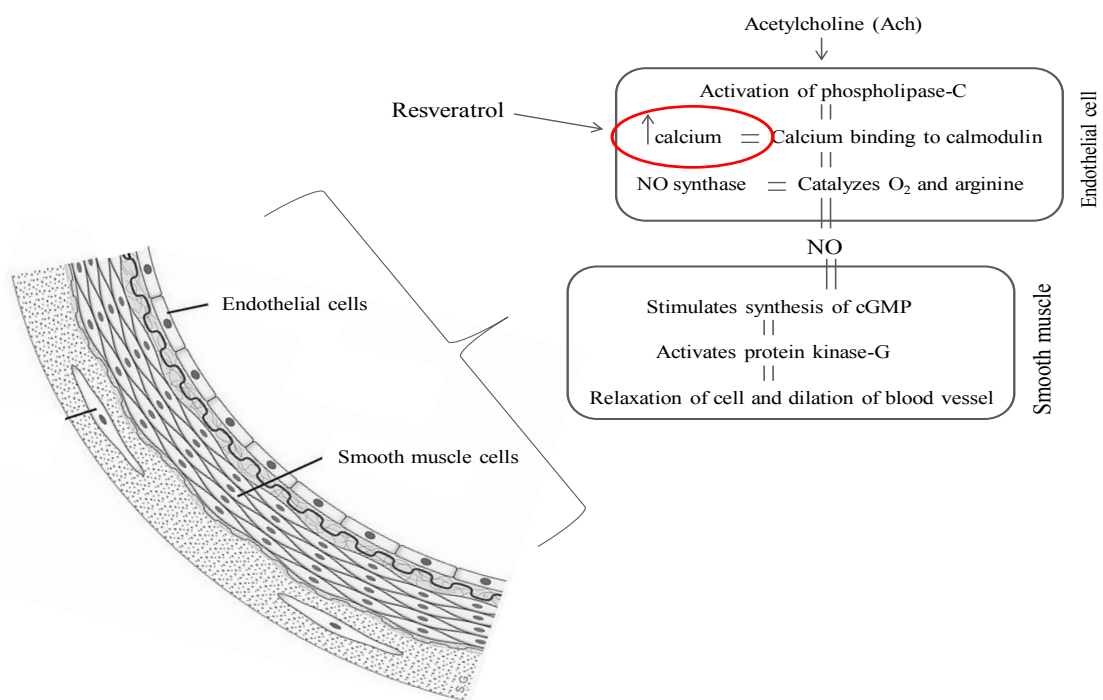 Acetylcholine (Ach)
Activation of phospholipase-C
Resveratrol
↑ calcium = Calcium binding to calmodulin
NO synthase = Catalyzes O₂ and arginine
Endothelial cell
NO
Stimulates synthesis of cGMP
Activates protein kinase-G
Relaxation of cell and dilation of blood vessel
Smooth muscle
Endothelial cells
Smooth muscle cells
S.G.